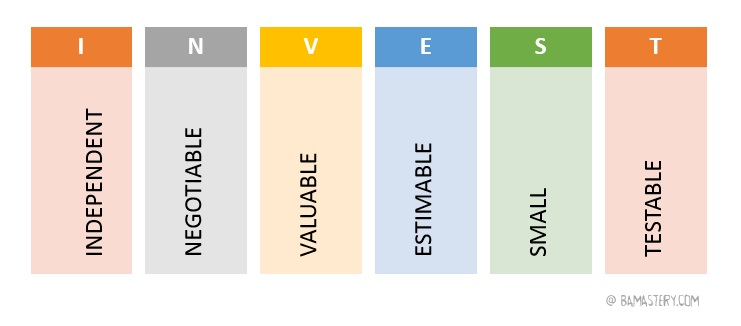 I N V E S T
INDEPENDENT
NEGOTIABLE
VALUABLE
ESTIMABLE
SMALL
TESTABLE
@ BAMASTERY.COM